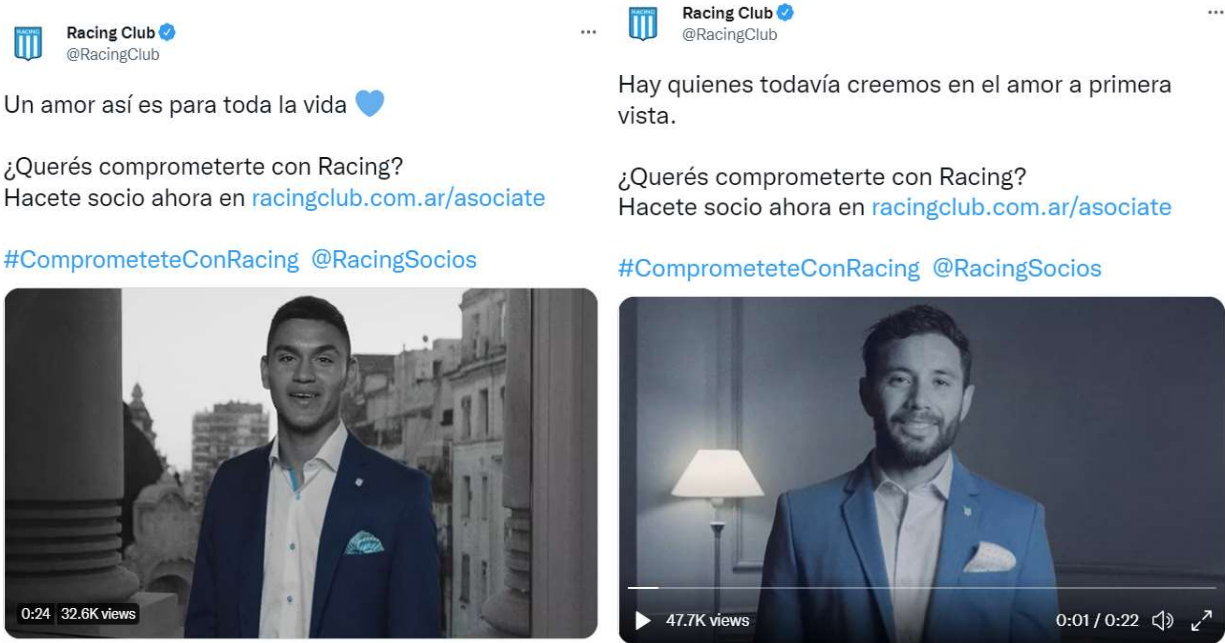 Racing Club
@RacingClub
Un amor así es para toda la vida
¿Querés comprometerte con Racing?
Hacete socio ahora en racingclub.com.ar/asociate
#ComprometeteConRacing @RacingSocios
0:24 32.6K views
Racing Club
@RacingClub
Hay quienes todavía creemos en el amor a primera
vista.
¿Querés comprometerte con Racing?
Hacete socio ahora en racingclub.com.ar/asociate
#ComprometeteConRacing @RacingSocios
47.7K views 0:01 / 0:22